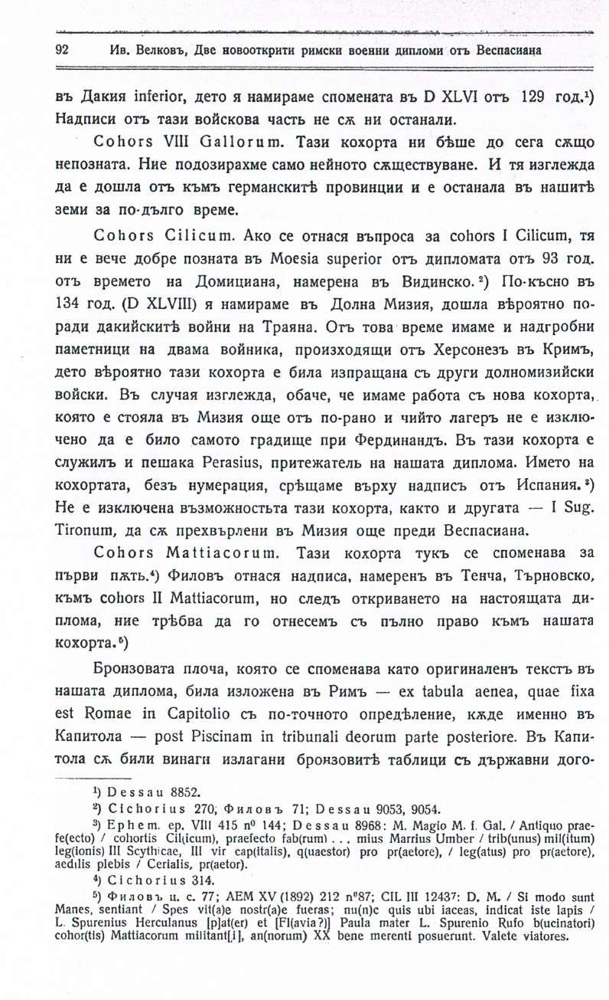 92 Ив. Велковъ, Две новооткрити римски военни дипломи отъ Веспасиана
въ Дакия inferior, дето я намираме спомената въ D XLVI отъ 129 год.¹)
Надписи отъ тази войскова часть не сѫ ни останали.
Cohors VIII Gallorum. Тази кохорта ни бѣше до сега сѫщо
непозната. Ние подозирахме само нейното сѫществуване. И тя изглежда
да е дошла отъ къмъ германскитѣ провинции и е останала въ нашитѣ
земи за по-дълго време.
Cohors Cilicum. Ако се отнася въпроса за cohors I Cilicum, тя
ни е вече добре позната въ Moesia superior отъ дипломата отъ 93 год.
отъ времето на Домициана, намерена въ Видинско.²) По-късно въ
134 год. (D XLVIII) я намираме въ Долна Мизия, дошла вѣроятно по-
ради дакийскитѣ войни на Траяна. Отъ това време имаме и надгробни
паметници на двама войника, произходящи отъ Херсонезъ въ Кримъ,
дето вѣроятно тази кохорта е била изпращана съ други долномизийски
войски. Въ случая изглежда, обаче, че имаме работа съ нова кохорта,
която е стояла въ Мизия още отъ по-рано и чийто лагеръ не е изклю-
чено да е било самото градище при Фердинандъ. Въ тази кохорта е
служилъ и пешака Perasius, притежатель на нашата диплома. Името на
кохортата, безъ нумерация, срѣщаме върху надписъ отъ Испания.³)
Не е изключена възможностьта тази кохорта, както и другата — I Sug.
Tironum, да сѫ прехвърлени въ Мизия още преди Веспасиана.
Cohors Mattiacorum. Тази кохорта тукъ се споменава за
първи пѫть.⁴) Филовъ отнася надписа, намеренъ въ Тенча, Търновско,
къмъ cohors II Mattiacorum, но следъ откриването на настоящата ди-
плома, ние трѣбва да го отнесемъ съ пълно право къмъ нашата
кохорта.⁵)
Бронзовата плоча, която се споменава като оригиналенъ текстъ въ
нашата диплома, била изложена въ Римъ — ex tabula aenea, quae fixa
est Romae in Capitolio съ по-точното опредѣление, кѫде именно въ
Капитола — post Piscinam in tribunali deorum parte posteriore. Въ Капи-
тола сѫ били винаги излагани бронзовитѣ таблици съ държавни дого-
¹) Dessau 8852.
²) Cichorius 270; Филовъ 71; Dessau 9053, 9054.
³) Ephem. ep. VIII 415 n⁰ 144; Dessau 8968: M. Magio M. f. Gal. / Antiquo prae-
fe(ecto) / cohortis Cil(icum), praefecto fab(rum) . . . mius Marrius Umber / trib(unus) mil(itum)
leg(ionis) III Scythicae, III vir cap(italis), q(uaestor) pro pr(aetore), / leg(atus) pro pr(aetore),
aedilis plebis / Cerialis, pr(aetor).
⁴) Cichorius 314.
⁵) Филовъ ц. с. 77; AEM XV (1892) 212 n⁰87; CIL III 12437: D. M. / Si modo sunt
Manes, sentiant / Spes vit(a)e nostr(a)e fueras; nu(n)c quis ubi iaceas, indicat iste lapis /
L. Spurenius Herculanus [p]at(er) et [Fl(avia?)] Paula mater L. Spurenio Rufo b(ucinatori)
cohor(tis) Mattiacorum militant[i], an(norum) XX bene merenti posuerunt. Valete viatores.